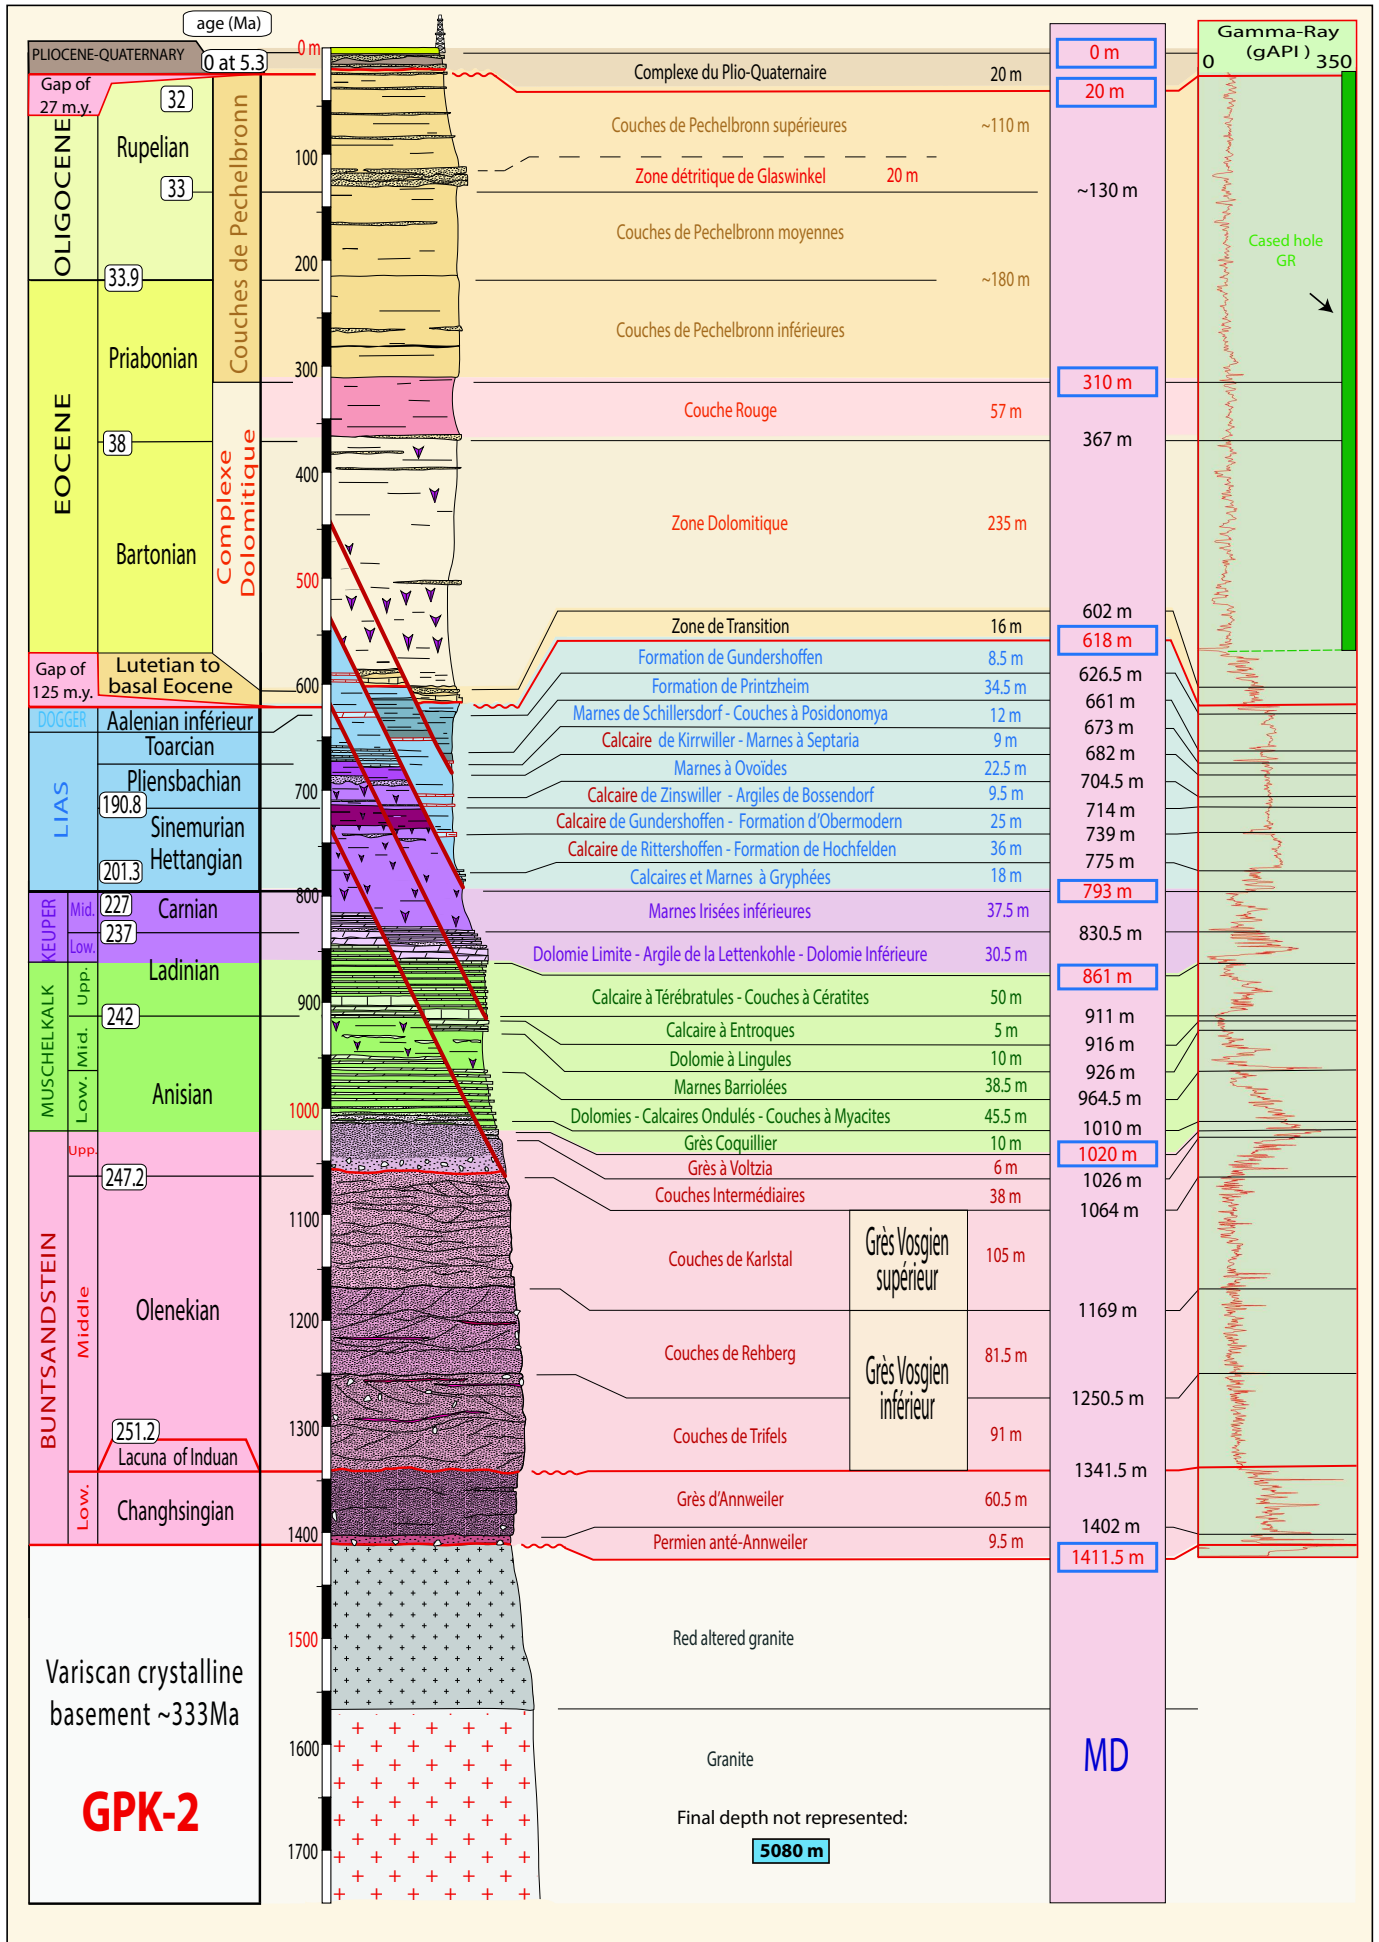 age (Ma)
Gamma-Ray
(gAPI )
0
350
PLIOCENE-QUATERNARY
0 at 5.3
0 m
Complexe du Plio-Quaternaire
20 m
0 m
20 m
Gap of
27 m.y.
32
Couches de Pechelbronn supérieures
~110 m
OLIGOCENE
Rupelian
Couches de Pechelbronn
100
Zone détritique de Glaswinkel
20 m
33
~130 m
Couches de Pechelbronn moyennes
Cased hole
GR
200
33.9
~180 m
EOCENE
Priabonian
Couches de Pechelbronn inférieures
300
310 m
Couche Rouge
57 m
38
367 m
Complexe
Dolomitique
400
Zone Dolomitique
235 m
Bartonian
500
602 m
Zone de Transition
16 m
618 m
Gap of
125 m.y.
Lutetian to
basal Eocene
600
Formation de Gundershoffen
8.5 m
626.5 m
Formation de Printzheim
34.5 m
661 m
DOGGER
Aalenian inférieur
Marnes de Schillersdorf - Couches à Posidonomya
12 m
673 m
LIAS
Toarcian
Calcaire de Kirrwiller - Marnes à Septaria
9 m
682 m
Pliensbachian
Marnes à Ovoïdes
22.5 m
704.5 m
700
190.8
Calcaire de Zinswiller - Argiles de Bossendorf
9.5 m
714 m
Sinemurian
Calcaire de Gundershoffen - Formation d'Obermodern
25 m
739 m
Hettangian
Calcaire de Rittershoffen - Formation de Hochfelden
36 m
775 m
201.3
Calcaires et Marnes à Gryphées
18 m
793 m
800
KEUPER
Mid.
227
Carnian
Marnes Irisées inférieures
37.5 m
830.5 m
237
Low.
Dolomie Limite - Argile de la Lettenkohle - Dolomie Inférieure
30.5 m
861 m
Ladinian
MUSCHELKALK
Upp.
900
Calcaire à Térébratules - Couches à Cératites
50 m
911 m
242
Mid.
Calcaire à Entroques
5 m
916 m
Dolomie à Lingules
10 m
926 m
Low.
Anisian
Marnes Barriolées
38.5 m
964.5 m
1000
Dolomies - Calcaires Ondulés - Couches à Myacites
45.5 m
1010 m
Grès Coquillier
10 m
1020 m
BUNTSANDSTEIN
Upp.
Grès à Voltzia
6 m
1026 m
247.2
Couches Intermédiaires
38 m
1064 m
1100
Middle
Olenekian
Couches de Karlstal
Grès Vosgien
supérieur
105 m
1169 m
1200
Couches de Rehberg
Grès Vosgien
inférieur
81.5 m
1250.5 m
1300
251.2
Couches de Trifels
91 m
Lacuna of Induan
1341.5 m
Low.
Changhsingian
Grès d'Annweiler
60.5 m
1402 m
1400
Permien anté-Annweiler
9.5 m
1411.5 m
Variscan crystalline
basement ~333Ma
1500
Red altered granite
1600
Granite
MD
GPK-2
Final depth not represented:
5080 m
1700